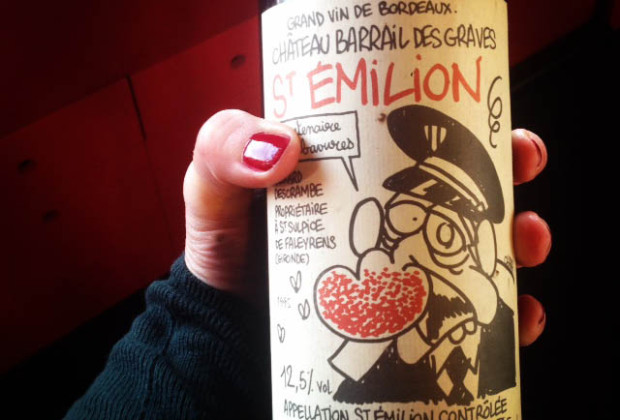 GRAND VIN DE BORDEAUX.
CHÂTEAU BARRAIL DES GRAVES
ST ÉMILION
DESCRAMBE
PROPRIÉTAIRE
À ST SULPICE
DE FALEYRENS
(GIRONDE)
12,5% vol
APPELLATION ST ÉMILION CONTRÔLÉE